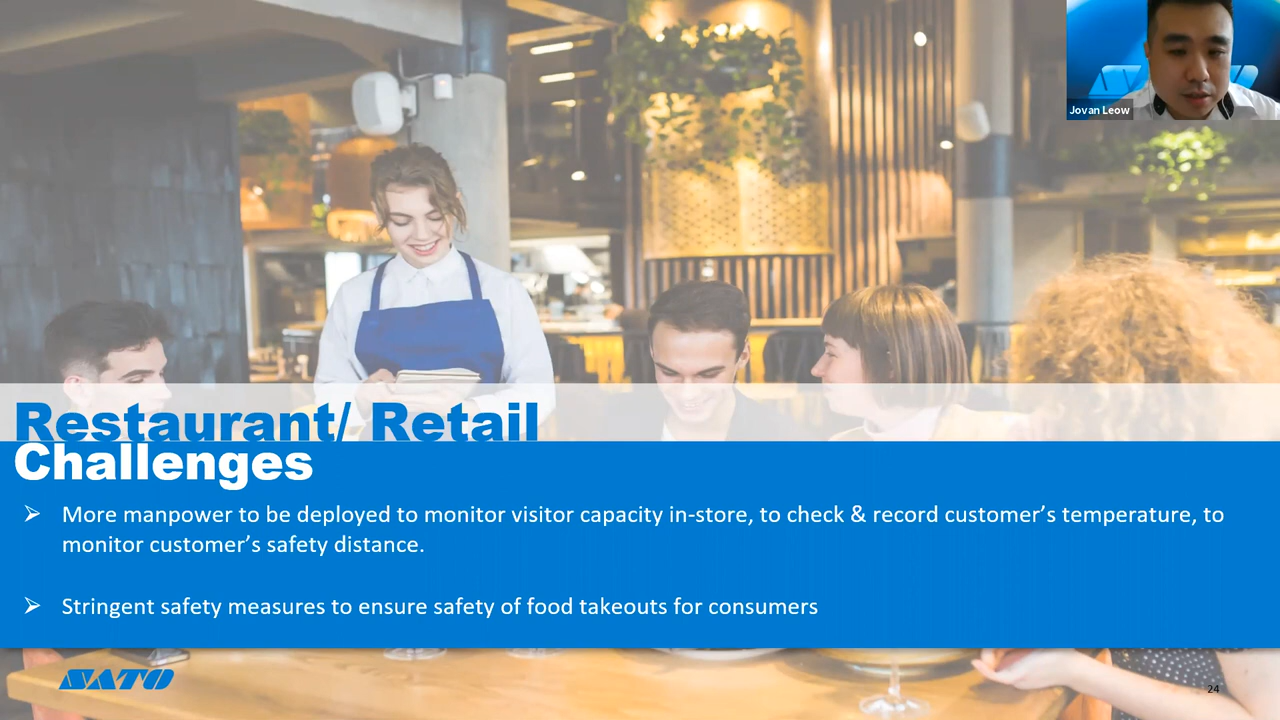 Jovan Leow
Restaurant/ Retail
Challenges
➢ More manpower to be deployed to monitor visitor capacity in-store, to check & record customer’s temperature, to
monitor customer’s safety distance.
➢ Stringent safety measures to ensure safety of food takeouts for consumers
SATO
24